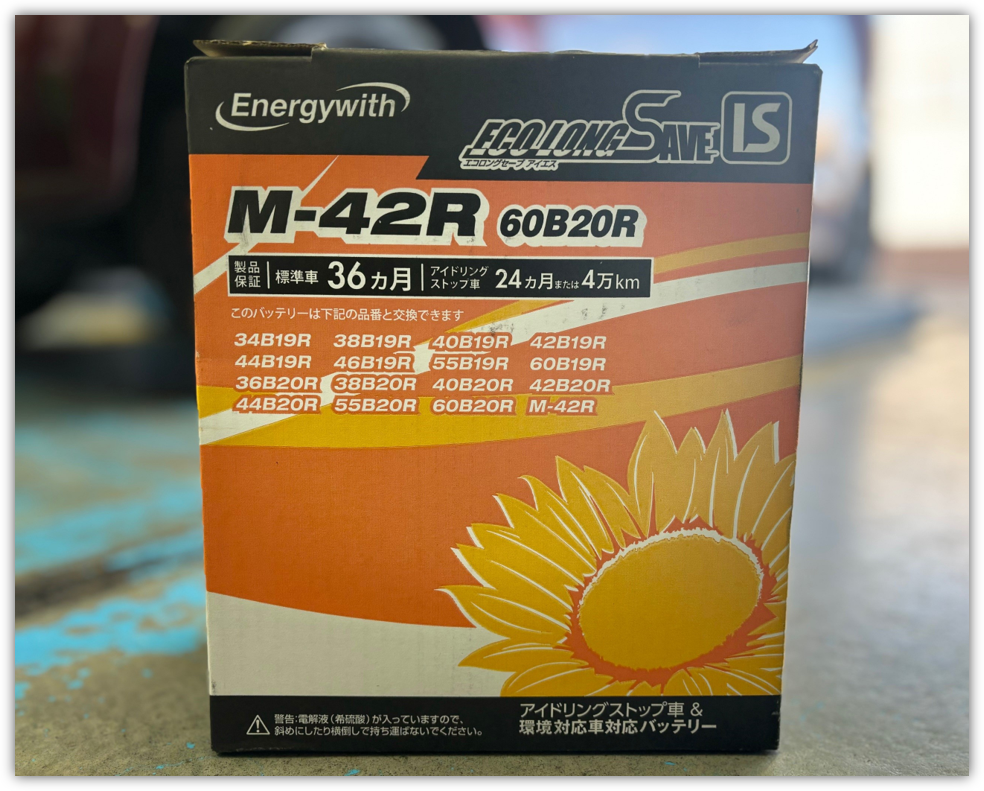 Energywith
ECO LONG SAVE IS
エコロングセーブ アイエス
M-42R 60B20R
製品保証 標準車 36ヵ月 アイドリングストップ車 24ヵ月または4万km
このバッテリーは下記の品番と交換できます
34B19R 38B19R 40B19R 42B19R
44B19R 46B19R 55B19R 60B19R
36B20R 38B20R 40B20R 42B20R
44B20R 55B20R 60B20R M-42R
警告:電解液(希硫酸)が入っていますので、
斜めにしたり横倒しで持ち運ばないでください。
アイドリングストップ車 &
環境対応車対応バッテリー